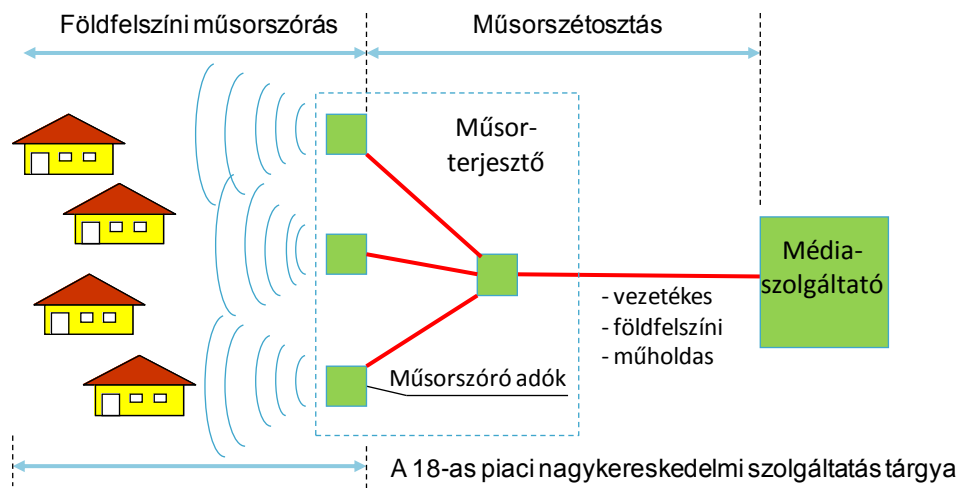 Földfelszíni műsorszórás
Műsorszétosztás
Műsor-
terjesztő
Média-
szolgáltató
- vezetékes
- földfelszíni
- műholdas
Műsorszóró adók
A 18-as piaci nagykereskedelmi szolgáltatás tárgya